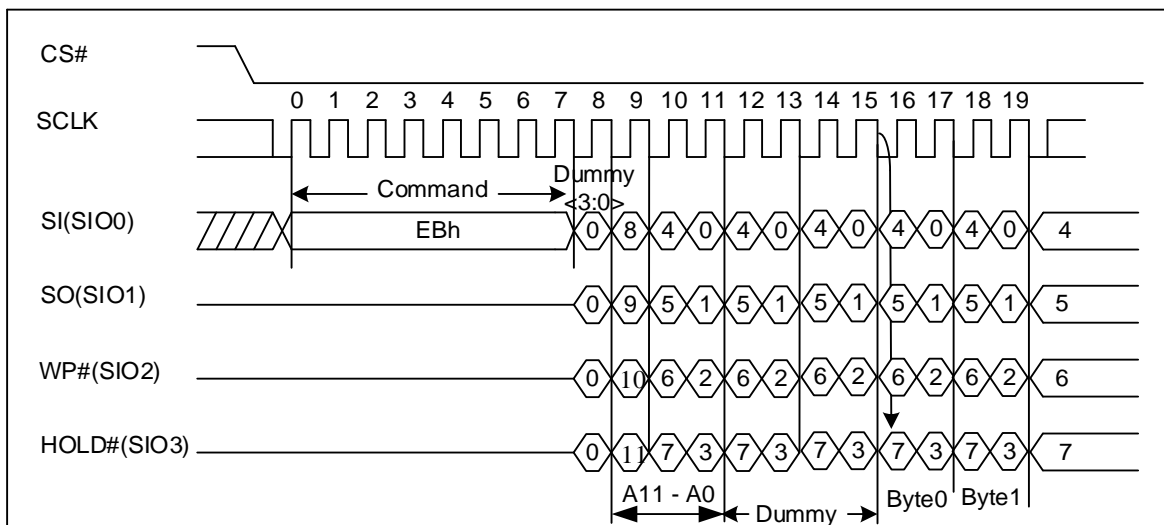 CS#
0 1 2 3 4 5 6 7 8 9 10 11 12 13 14 15 16 17 18 19
SCLK
Command
Dummy
<3:0>
SI(SIO0)
EBh
0 8 4 0 4 0 4 0 4 0 4 0 4
SO(SIO1)
0 9 5 1 5 1 5 1 5 1 5 1 5
WP#(SIO2)
0 10 6 2 6 2 6 2 6 2 6 2 6
HOLD#(SIO3)
0 11 7 3 7 3 7 3 7 3 7 3 7
A11 - A0
Dummy
Byte0
Byte1